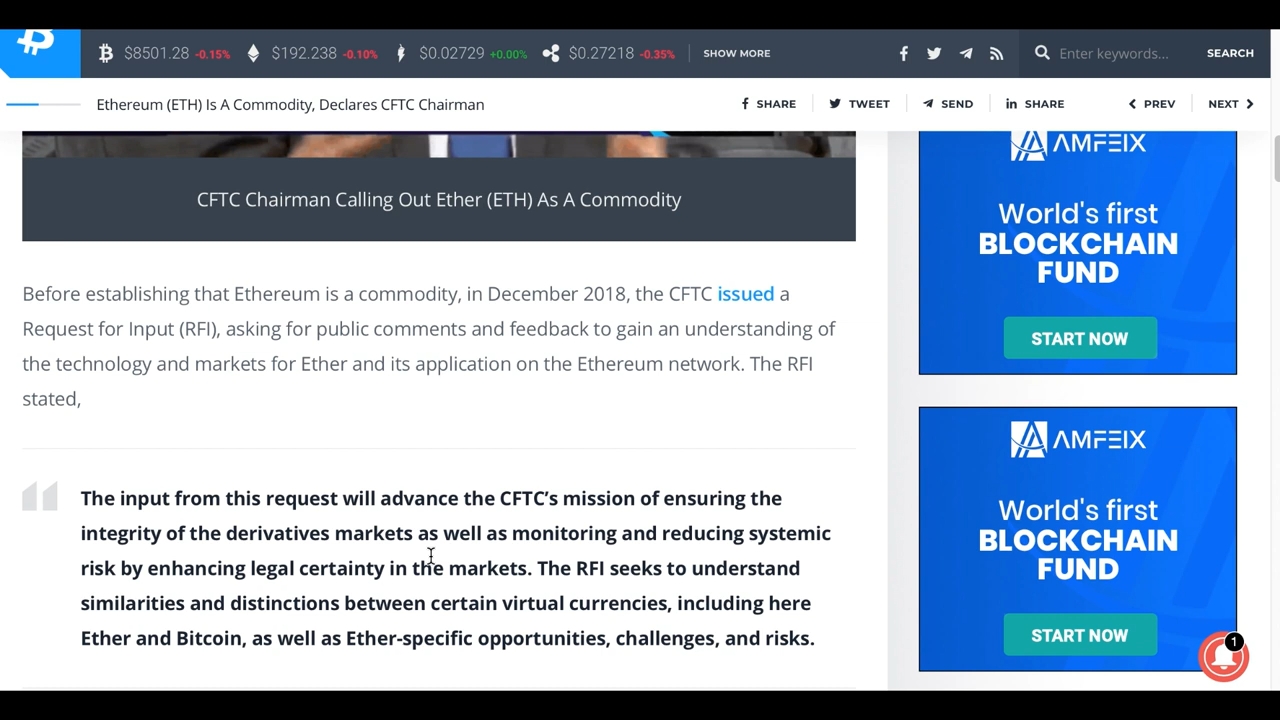 $8501.28 -0.15% $192.238 -0.10% $0.02729 +0.00% $0.27218 -0.35% SHOW MORE Enter keywords... SEARCH
Ethereum (ETH) Is A Commodity, Declares CFTC Chairman SHARE TWEET SEND SHARE PREV NEXT
CFTC Chairman Calling Out Ether (ETH) As A Commodity
Before establishing that Ethereum is a commodity, in December 2018, the CFTC issued a
Request for Input (RFI), asking for public comments and feedback to gain an understanding of
the technology and markets for Ether and its application on the Ethereum network. The RFI
stated,
The input from this request will advance the CFTC’s mission of ensuring the
integrity of the derivatives markets as well as monitoring and reducing systemic
risk by enhancing legal certainty in the markets. The RFI seeks to understand
similarities and distinctions between certain virtual currencies, including here
Ether and Bitcoin, as well as Ether-specific opportunities, challenges, and risks.
AMFEIX
World's first
BLOCKCHAIN
FUND
START NOW
AMFEIX
World's first
BLOCKCHAIN
FUND
START NOW
1